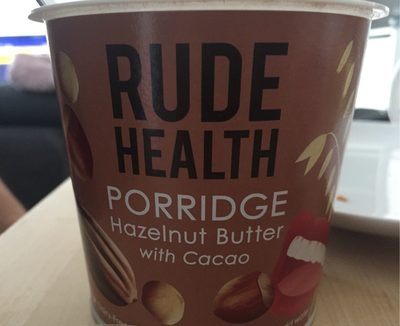 RUDE
HEALTH
PORRIDGE
Hazelnut Butter
with Cacao